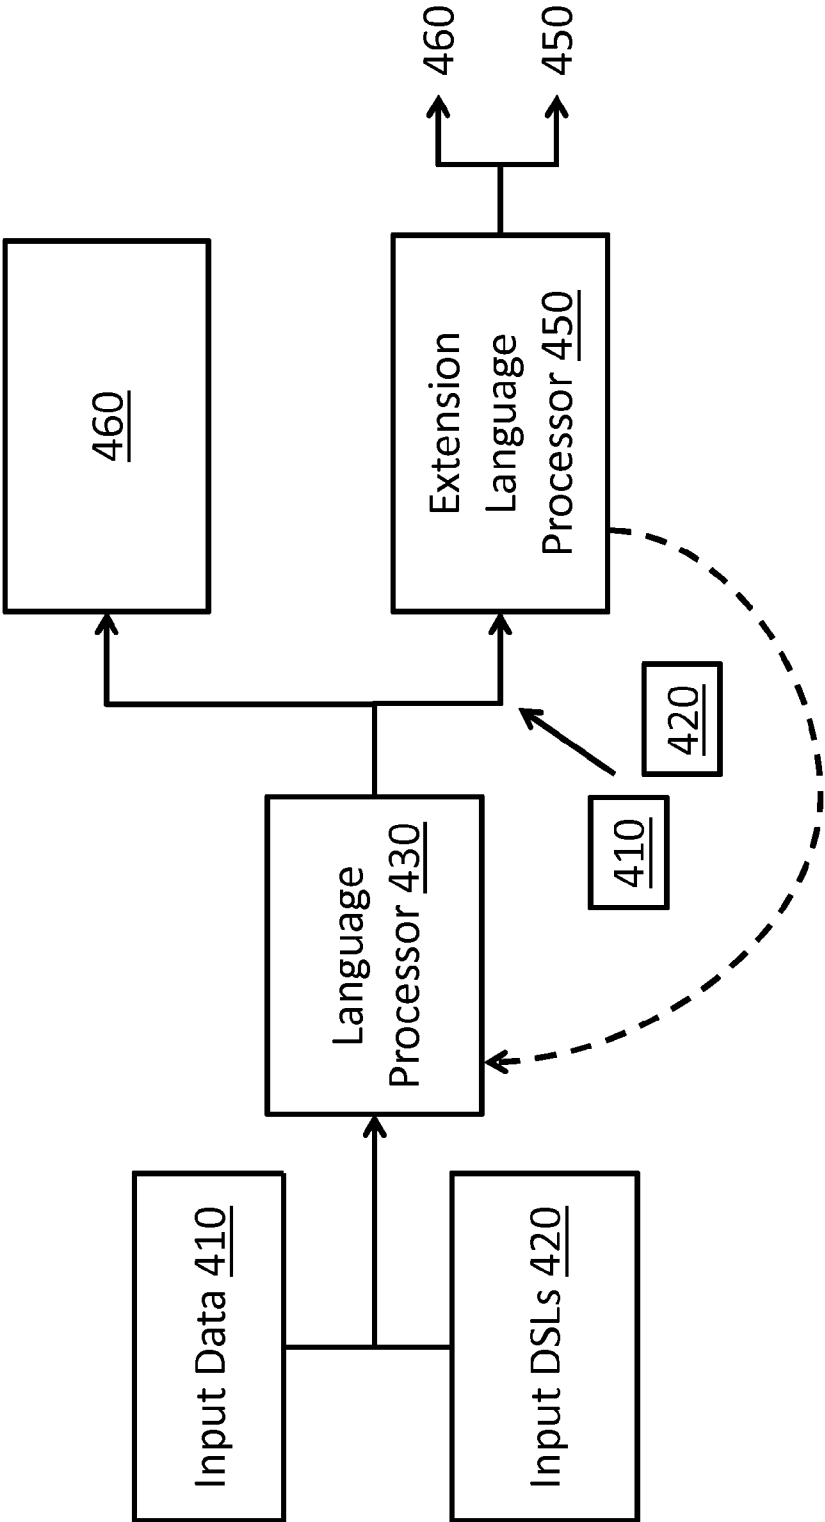 Input Data 410
Input DSLs 420
Language
Processor 430
410
420
460
Extension
Language
Processor 450
460
450